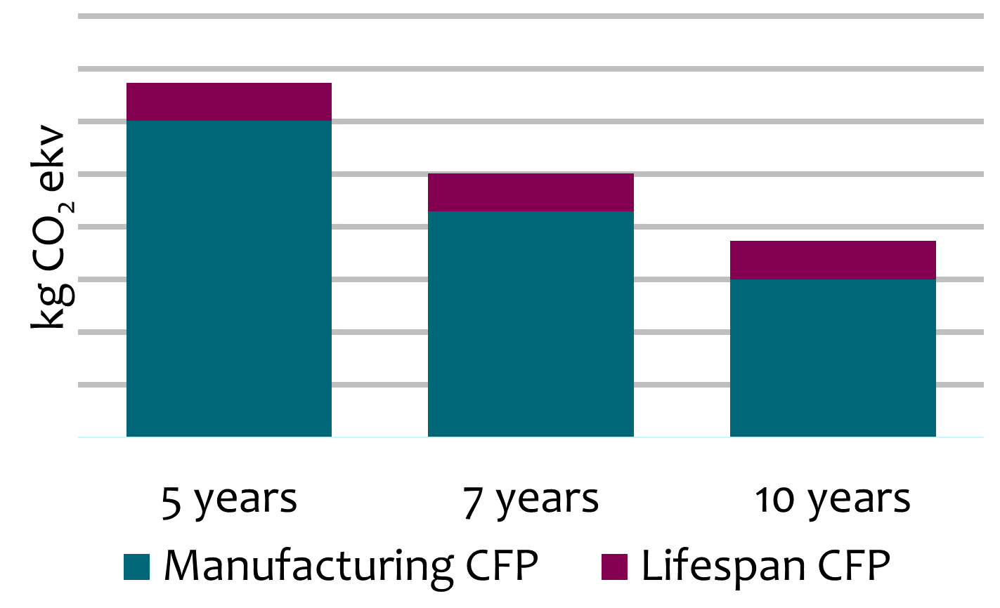 kg CO₂ ekv
5 years
7 years
10 years
Manufacturing CFP
Lifespan CFP